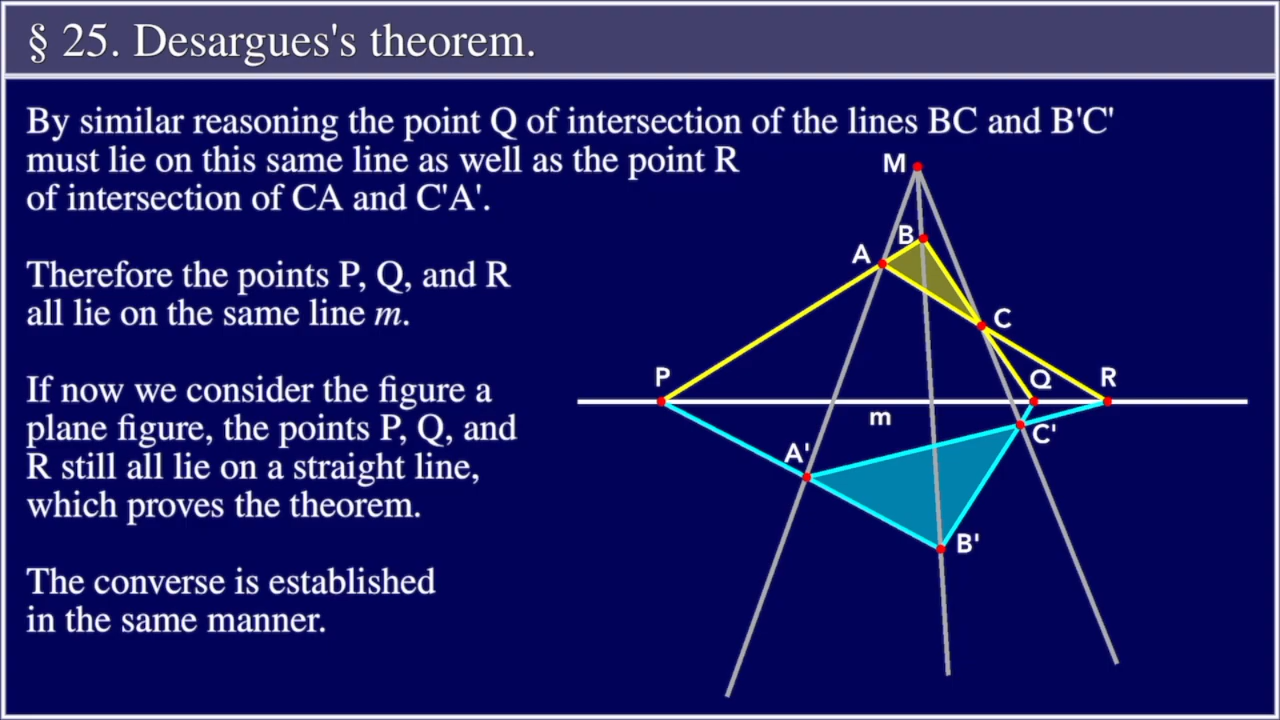 § 25. Desargues's theorem.
By similar reasoning the point Q of intersection of the lines BC and B'C'
must lie on this same line as well as the point R
of intersection of CA and C'A'.
Therefore the points P, Q, and R
all lie on the same line m.
If now we consider the figure a
plane figure, the points P, Q, and
R still all lie on a straight line,
which proves the theorem.
The converse is established
in the same manner.
M
B
A
C
P
Q
R
m
A'
C'
B'